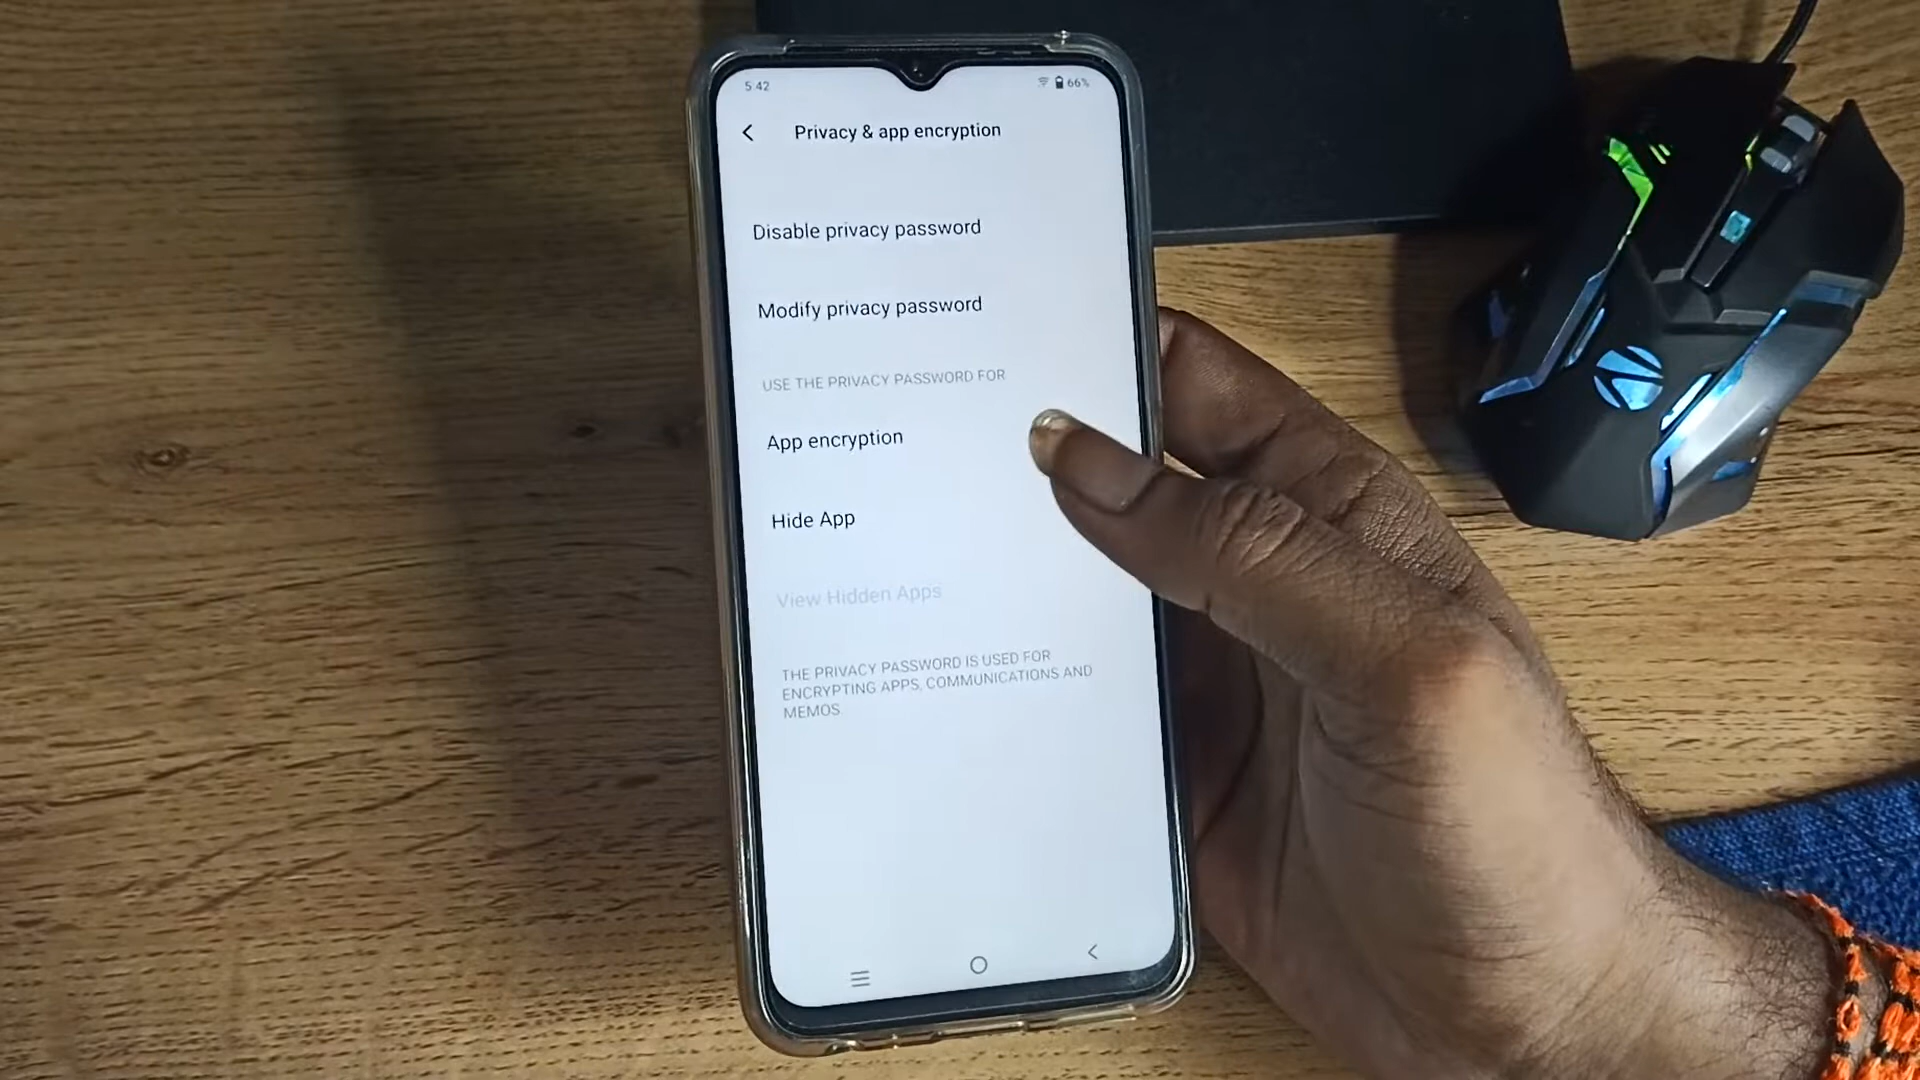 5:42
66%
Privacy & app encryption
Disable privacy password
Modify privacy password
USE THE PRIVACY PASSWORD FOR
App encryption
Hide App
View Hidden Apps
THE PRIVACY PASSWORD IS USED FOR
ENCRYPTING APPS, COMMUNICATIONS AND
MEMOS.